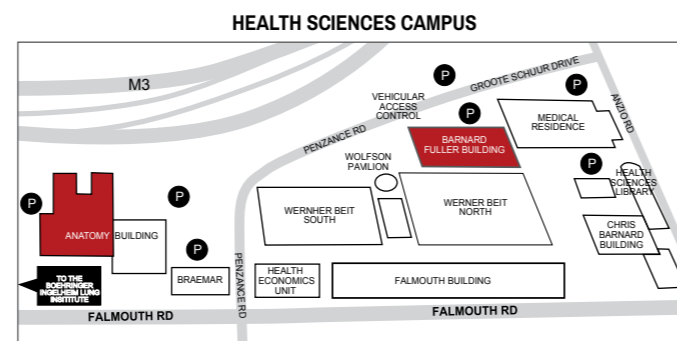 HEALTH SCIENCES CAMPUS
M3
P
GROOTE SCHUUR DRIVE
P
VEHICULAR
ACCESS
CONTROL
P
MEDICAL
RESIDENCE
ANZIO RD
PENZANCE RD
BARNARD
FULLER BUILDING
WOLFSON
PAVILION
P
HEALTH
SCIENCES
LIBRARY
P
P
WERNHER BEIT
SOUTH
WERNER BEIT
NORTH
ANATOMY BUILDING
CHRIS
BARNARD
BUILDING
P
PENZANCE RD
TO THE
BOEHRINGER
INGELHEIM LUNG
INSITITUTE
BRAEMAR
HEALTH
ECONOMICS
UNIT
FALMOUTH BUILDING
FALMOUTH RD
FALMOUTH RD